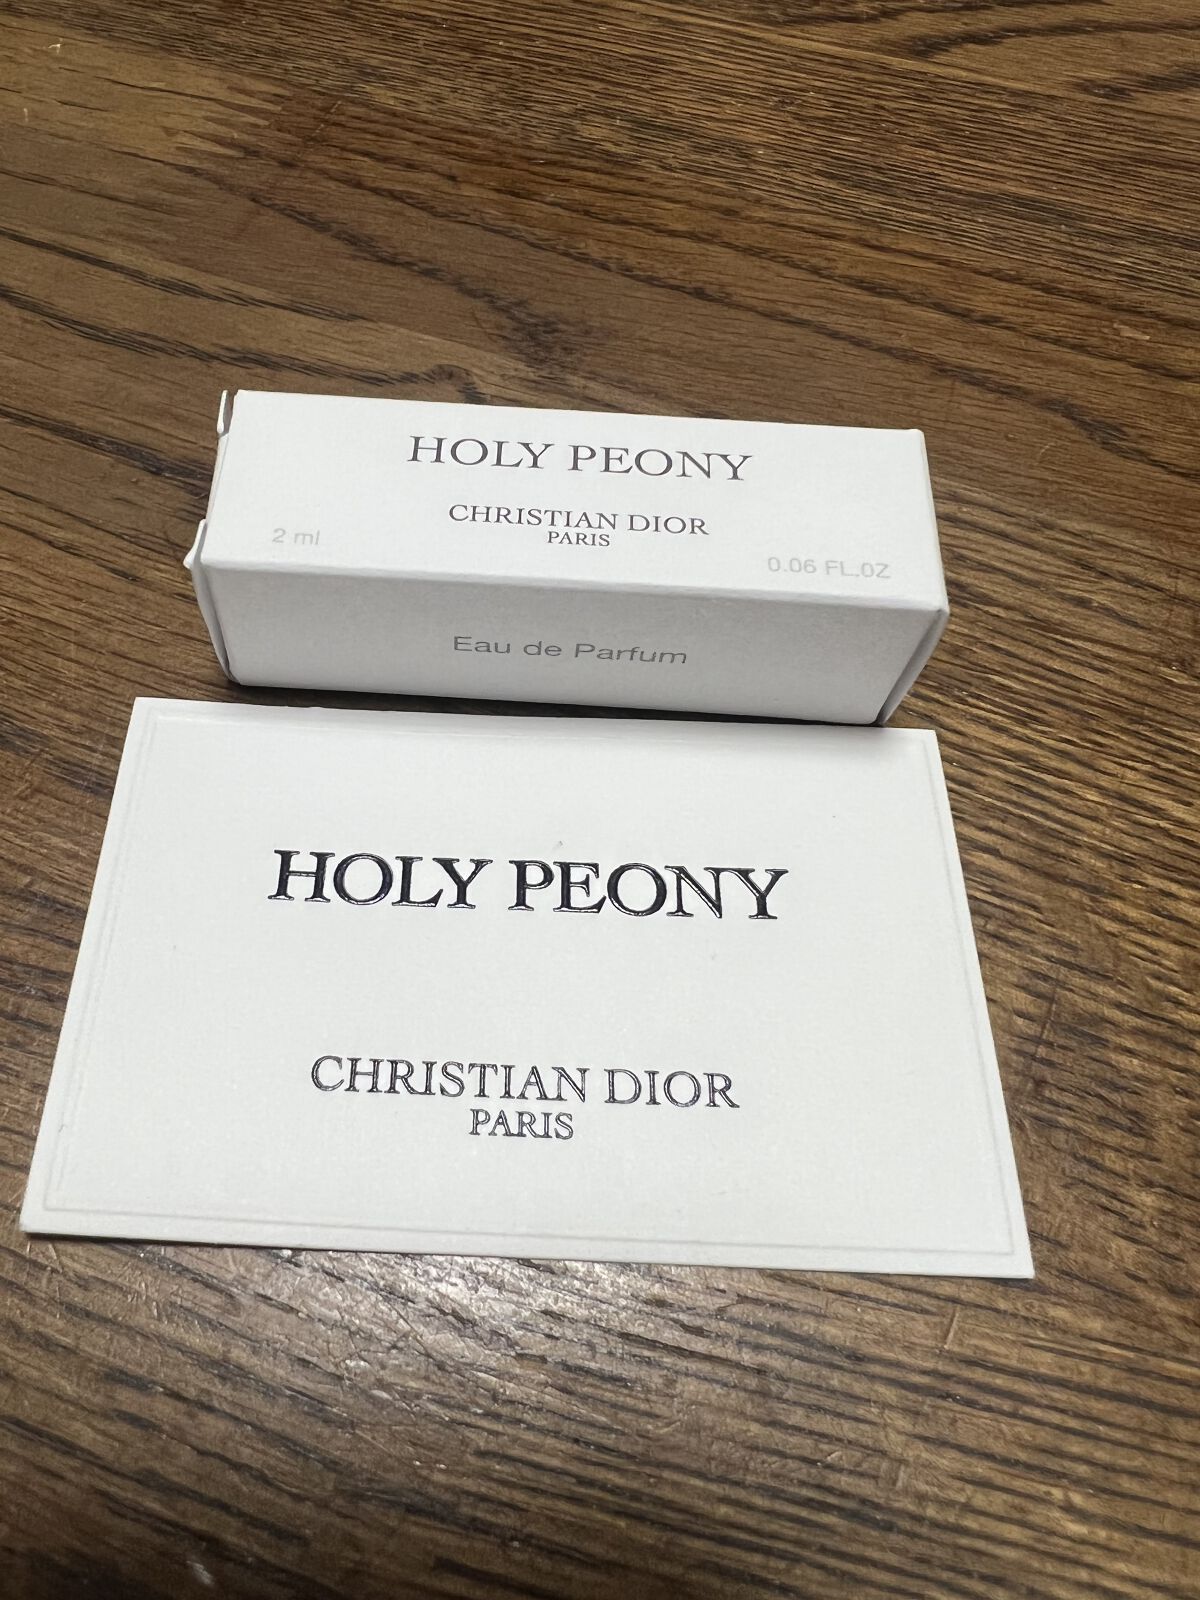 HOLY PEONY
CHRISTIAN DIOR
PARIS
2 ml
0.06 FL.OZ
Eau de Parfum
HOLY PEONY
CHRISTIAN DIOR
PARIS